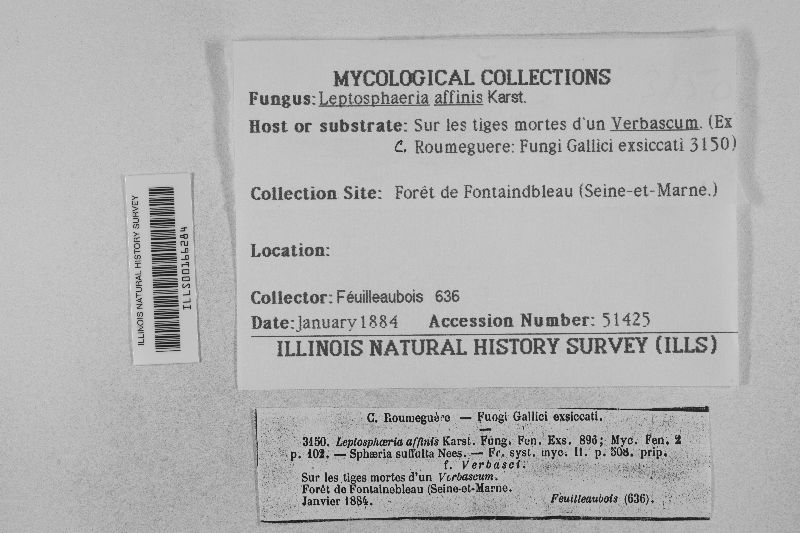 MYCOLOGICAL COLLECTIONS
Fungus: Leptosphaeria affinis Karst.
Host or substrate: Sur les tiges mortes d'un Verbascum. (Ex
C. Roumeguere: Fungi Gallici exsiccati 3150)
Collection Site: Forét de Fontaindbleau (Seine-et-Marne.)
Location:
Collector: Féuilleaubois 636
Date: January 1884 Accession Number: 51425
ILLINOIS NATURAL HISTORY SURVEY (ILLS)
ILLINOIS NATURAL HISTORY SURVEY
ILLS00166284
C. Roumeguère — Fuogi Gallici exsiccati.
3150. Leptosphæria affinis Karst. Fung. Fen. Exs. 896; Myc. Fen. 2
p. 102. — Sphæria suffulta Nees. — Fr. syst. myc. II. p. 508. prip.
f. Verbasci.
Sur les tiges mortes d'un Verbascum.
Forêt de Fontainebleau (Seine-et-Marne.
Janvier 1884. Feuilleaubois (636).